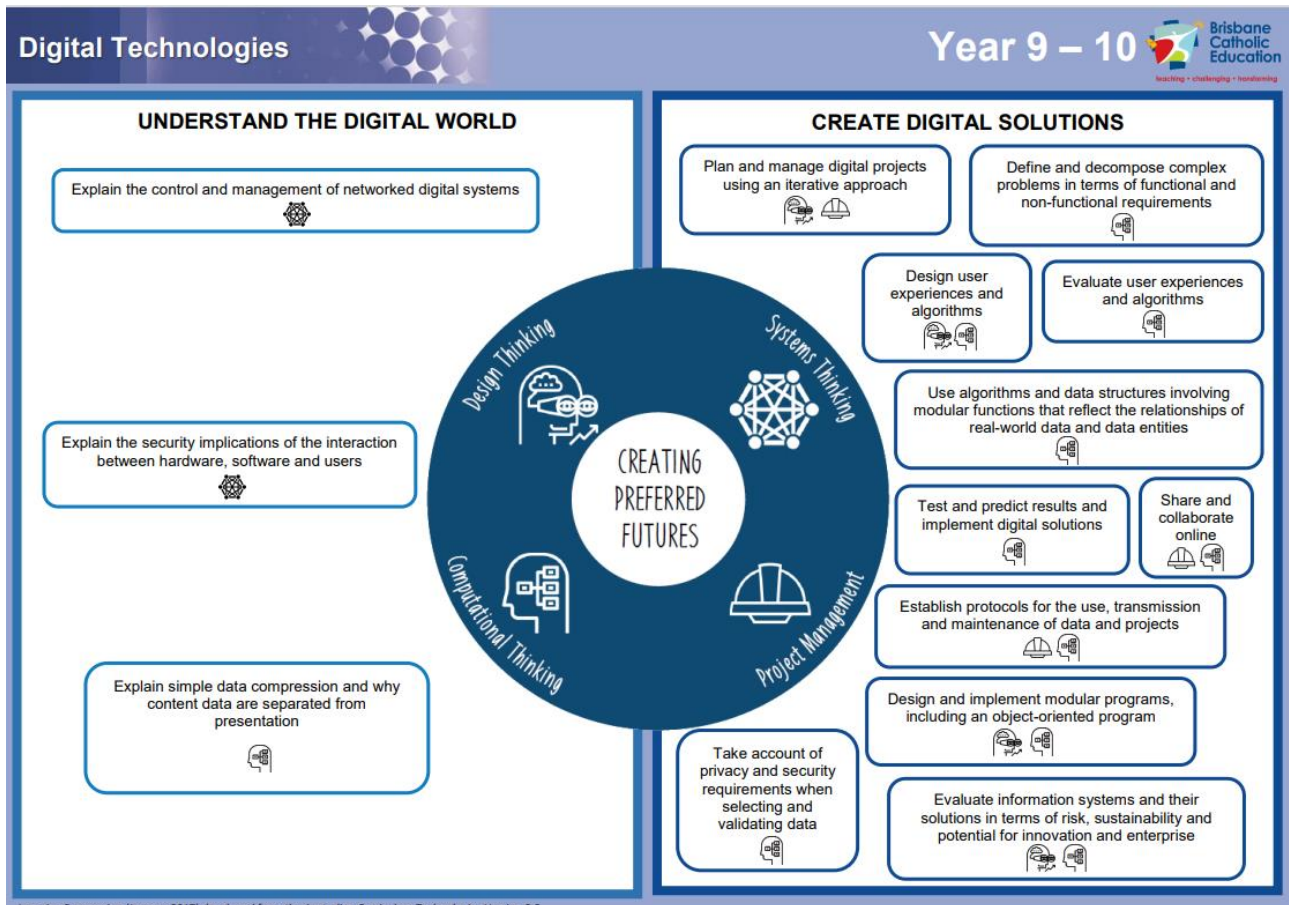 Digital Technologies
Year 9 – 10
Brisbane
Catholic
Education
teaching • challenging • transforming
UNDERSTAND THE DIGITAL WORLD
Explain the control and management of networked digital systems
Explain the security implications of the interaction
between hardware, software and users
Explain simple data compression and why
content data are separated from
presentation
Design Thinking
Systems Thinking
Computational Thinking
Project Management
CREATING
PREFERRED
FUTURES
CREATE DIGITAL SOLUTIONS
Plan and manage digital projects
using an iterative approach
Define and decompose complex
problems in terms of functional and
non-functional requirements
Design user
experiences and
algorithms
Evaluate user experiences
and algorithms
Use algorithms and data structures involving
modular functions that reflect the relationships of
real-world data and data entities
Test and predict results and
implement digital solutions
Share and
collaborate
online
Establish protocols for the use, transmission
and maintenance of data and projects
Design and implement modular programs,
including an object-oriented program
Take account of
privacy and security
requirements when
selecting and
validating data
Evaluate information systems and their
solutions in terms of risk, sustainability and
potential for innovation and enterprise